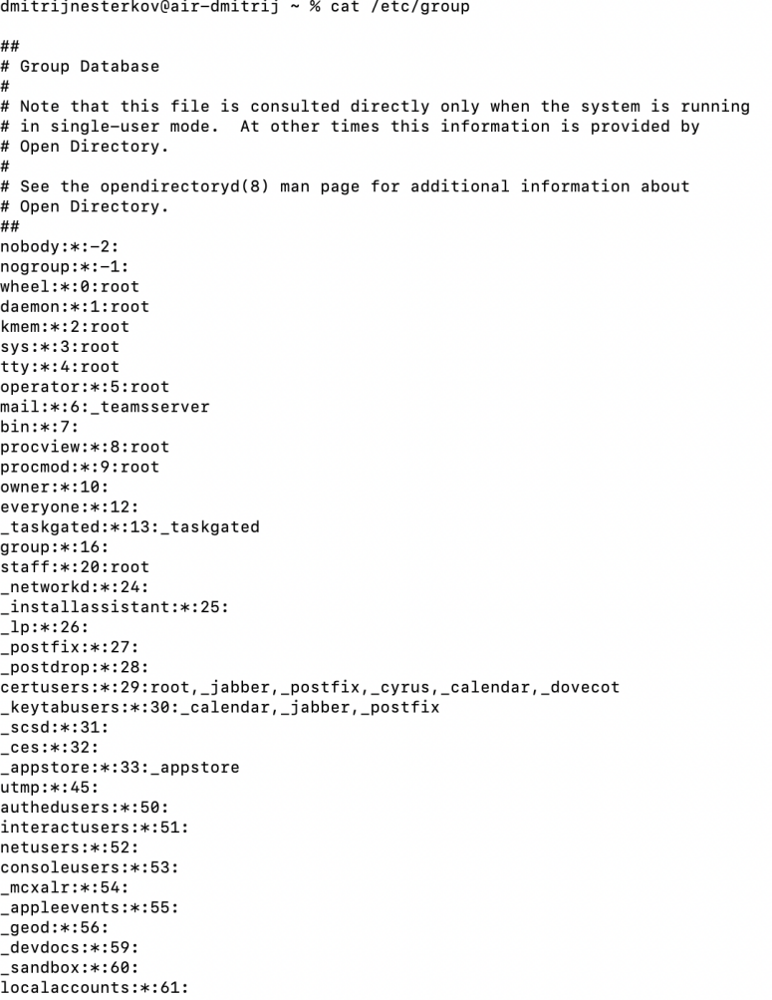 dmitrijnesterkov@air-dmitrij ~ % cat /etc/group
##
# Group Database
#
# Note that this file is consulted directly only when the system is running
# in single-user mode.  At other times this information is provided by
# Open Directory.
#
# See the opendirectoryd(8) man page for additional information about
# Open Directory.
##
nobody:*:-2:
nogroup:*:-1:
wheel:*:0:root
daemon:*:1:root
kmem:*:2:root
sys:*:3:root
tty:*:4:root
operator:*:5:root
mail:*:6:_teamsserver
bin:*:7:
procview:*:8:root
procmod:*:9:root
owner:*:10:
everyone:*:12:
_taskgated:*:13:_taskgated
group:*:16:
staff:*:20:root
_networkd:*:24:
_installassistant:*:25:
_lp:*:26:
_postfix:*:27:
_postdrop:*:28:
certusers:*:29:root,_jabber,_postfix,_cyrus,_calendar,_dovecot
_keytabusers:*:30:_calendar,_jabber,_postfix
_scsd:*:31:
_ces:*:32:
_appstore:*:33:_appstore
utmp:*:45:
authedusers:*:50:
interactusers:*:51:
netusers:*:52:
consoleusers:*:53:
_mcxalr:*:54:
_appleevents:*:55:
_geod:*:56:
_devdocs:*:59:
_sandbox:*:60:
localaccounts:*:61: